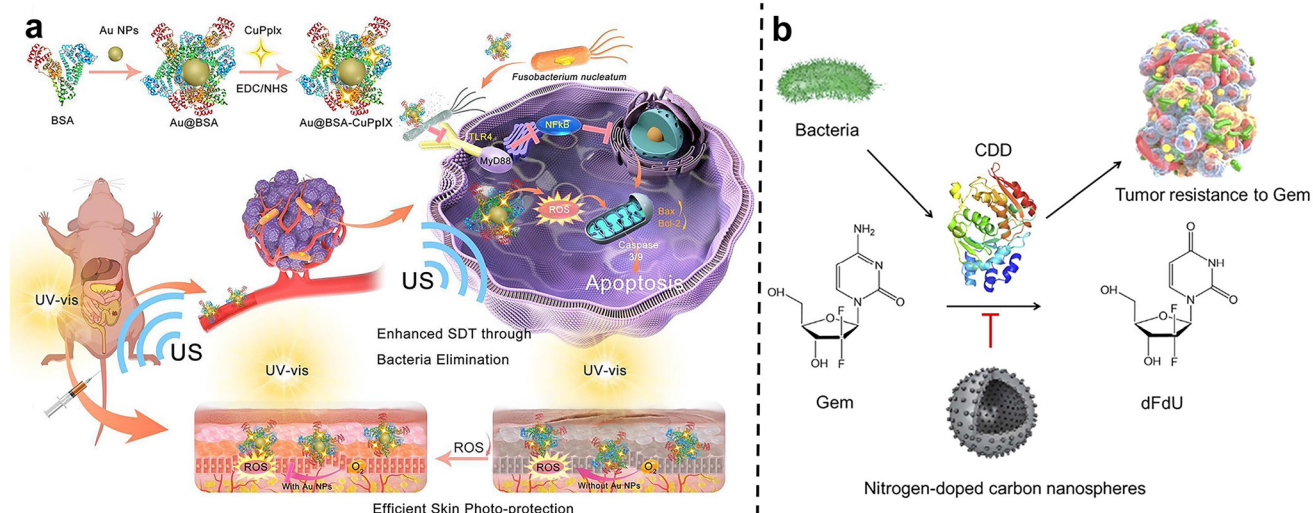 a
Au NPs
CuPpIx
EDC/NHS
BSA
Au@BSA
Au@BSA-CuPpIX
Fusobacterium nucleatum
TLR4
MyD88
NFkB
ROS
Bax
Bcl-2
Caspase
3/9
Apoptosis
US
UV-vis
US
Enhanced SDT through
Bacteria Elimination
UV-vis
UV-vis
ROS
O2
With Au NPs
ROS
ROS
O2
Without Au NPs
Efficient Skin Photo-protection
b
Bacteria
CDD
Tumor resistance to Gem
NH2
N
N
O
HO
O
F
F
OH
Gem
O
NH
N
O
HO
O
F
F
OH
dFdU
Nitrogen-doped carbon nanospheres